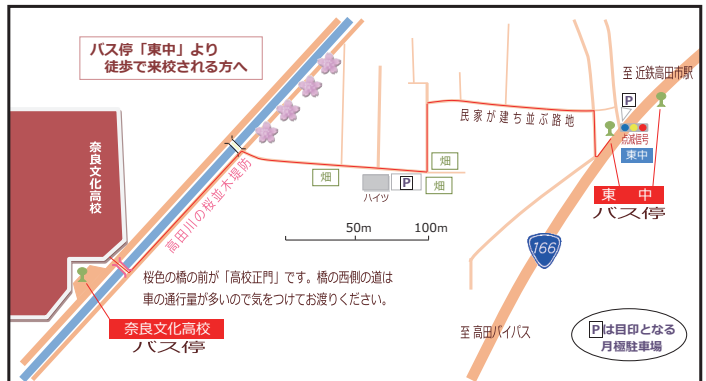 バス停「東中」より
徒歩で来校される方へ
至 近鉄高田市駅
P
民家が建ち並ぶ路地
点滅信号
東中
奈良文化高校
畑
畑
P
畑
ハイツ
東 中
バス停
高田川の桜並木堤防
50m 100m
166
桜色の橋の前が「高校正門」です。橋の西側の道は
車の通行量が多いので気をつけてお渡りください。
奈良文化高校
バス停
至 高田バイパス
Pは目印となる
月極駐車場